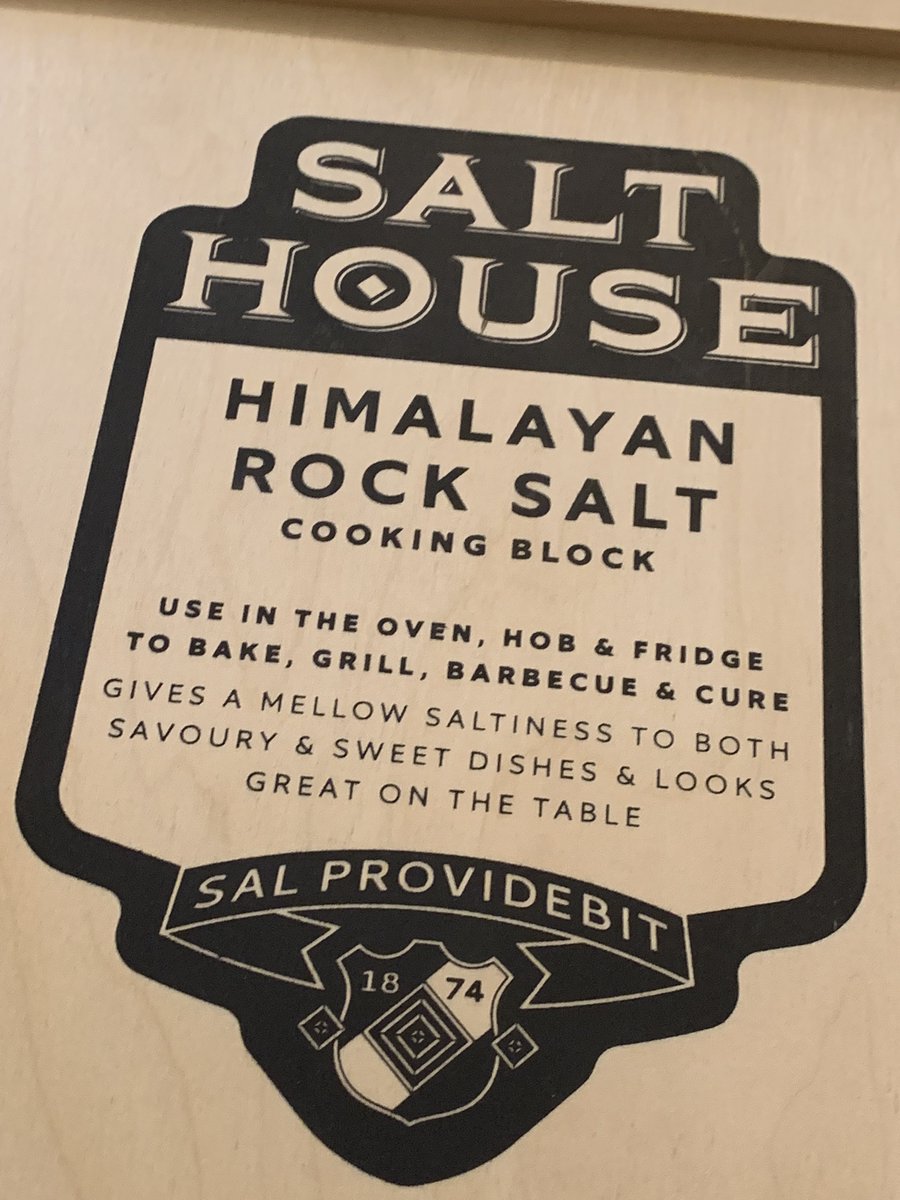 SALT
HOUSE
HIMALAYAN
ROCK SALT
COOKING BLOCK
USE IN THE OVEN, HOB & FRIDGE
TO BAKE, GRILL, BARBECUE & CURE
GIVES A MELLOW SALTINESS TO BOTH
SAVOURY & SWEET DISHES & LOOKS
GREAT ON THE TABLE
SAL PROVIDEBIT
18 74